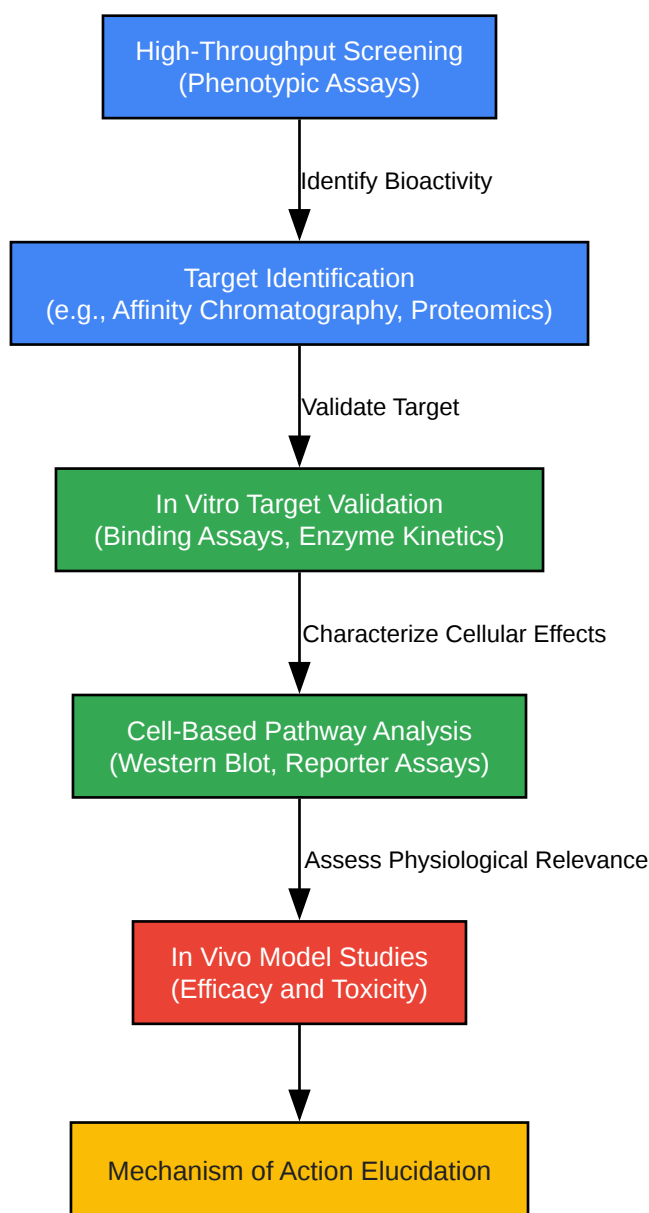 High-Throughput Screening
(Phenotypic Assays)
Identify Bioactivity
Target Identification
(e.g., Affinity Chromatography, Proteomics)
Validate Target
In Vitro Target Validation
(Binding Assays, Enzyme Kinetics)
Characterize Cellular Effects
Cell-Based Pathway Analysis
(Western Blot, Reporter Assays)
Assess Physiological Relevance
In Vivo Model Studies
(Efficacy and Toxicity)
Mechanism of Action Elucidation